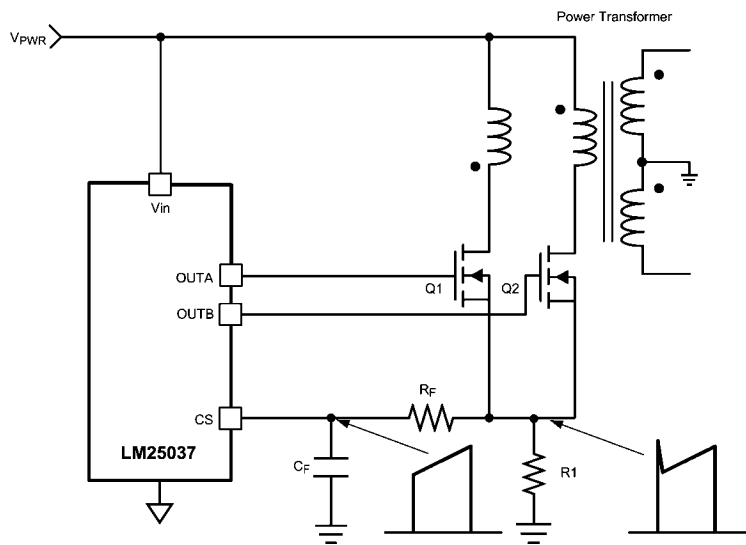 Power Transformer
VPWR
Vin
OUTA
Q1
Q2
OUTB
RF
CS
LM25037
CF
R1